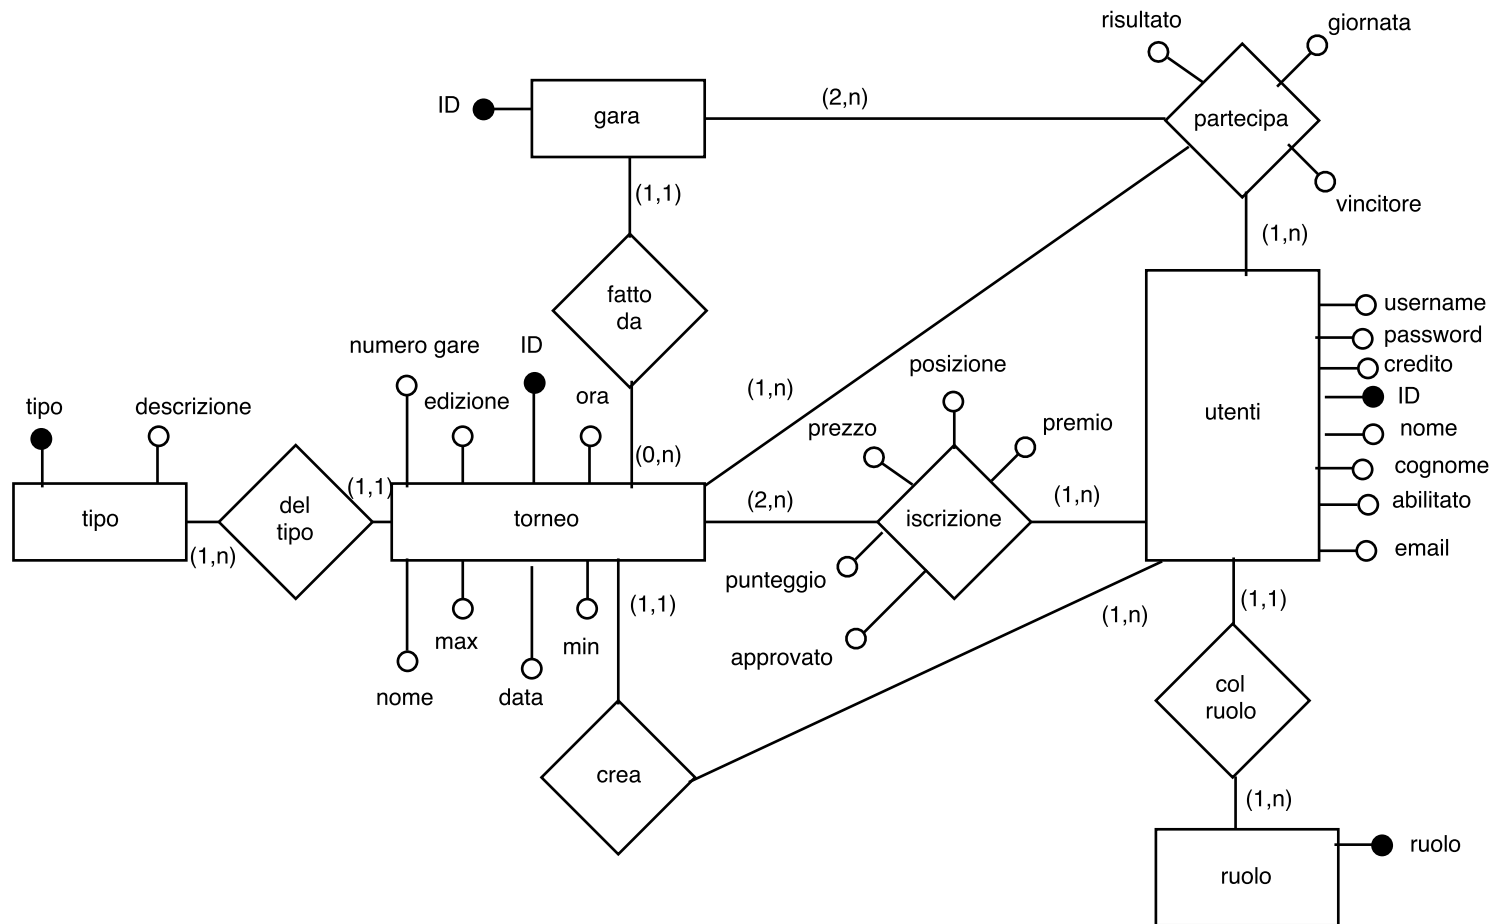 risultato
giornata
ID
gara
(2,n)
partecipa
(1,1)
vincitore
(1,n)
fatto
da
username
numero gare
ID
password
posizione
credito
tipo
descrizione
edizione
ora
(1,n)
ID
utenti
prezzo
premio
nome
(0,n)
cognome
(1,1)
(2,n)
(1,n)
abilitato
tipo
del
tipo
torneo
iscrizione
(1,n)
email
punteggio
(1,1)
(1,n)
(1,1)
max
min
approvato
nome
data
col
ruolo
crea
(1,n)
ruolo
ruolo